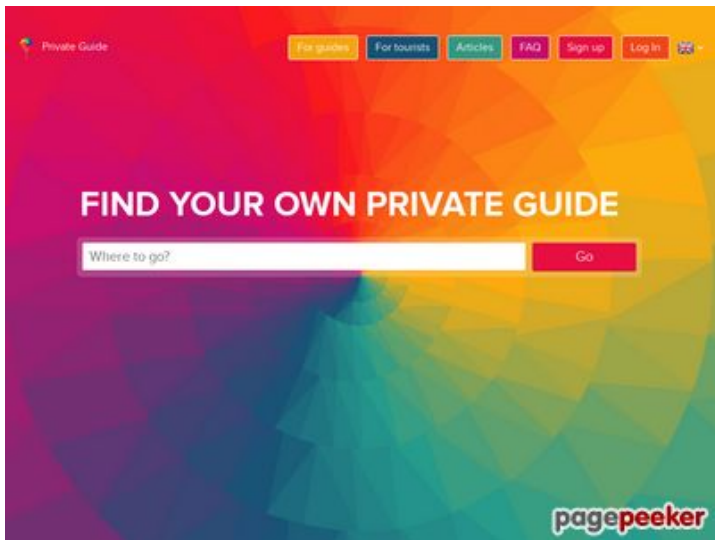 Private Guide
For guides
For tourists
Articles
FAQ
Sign up
Log In
FIND YOUR OWN PRIVATE GUIDE
Where to go?
Go
pagepeeker